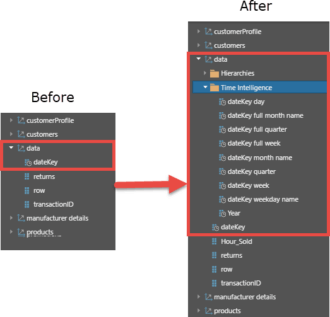 Before
customerProfile
customers
data
dateKey
returns
row
transactionID
manufacturer details
products
After
customerProfile
customers
data
Hierarchies
Time Intelligence
dateKey day
dateKey full month name
dateKey full quarter
dateKey full week
dateKey month name
dateKey quarter
dateKey week
dateKey weekday name
Year
dateKey
Hour_Sold
returns
row
transactionID
manufacturer details
products